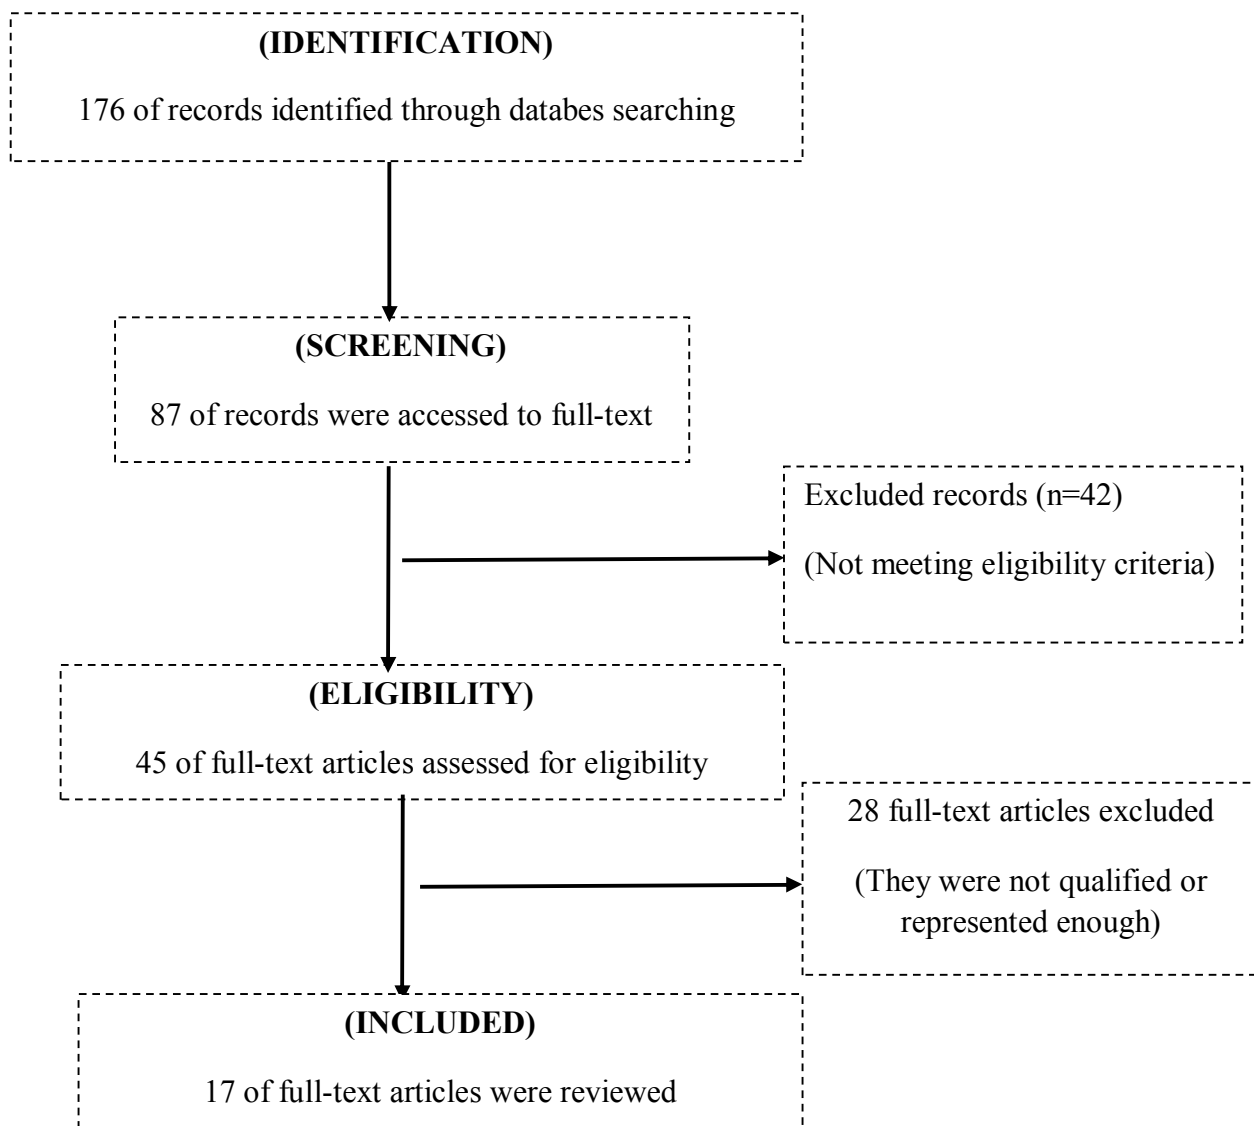 (IDENTIFICATION)
176 of records identified through databes searching
(SCREENING)
87 of records were accessed to full-text
Excluded records (n=42)
(Not meeting eligibility criteria)
(ELIGIBILITY)
45 of full-text articles assessed for eligibility
28 full-text articles excluded
(They were not qualified or
represented enough)
(INCLUDED)
17 of full-text articles were reviewed